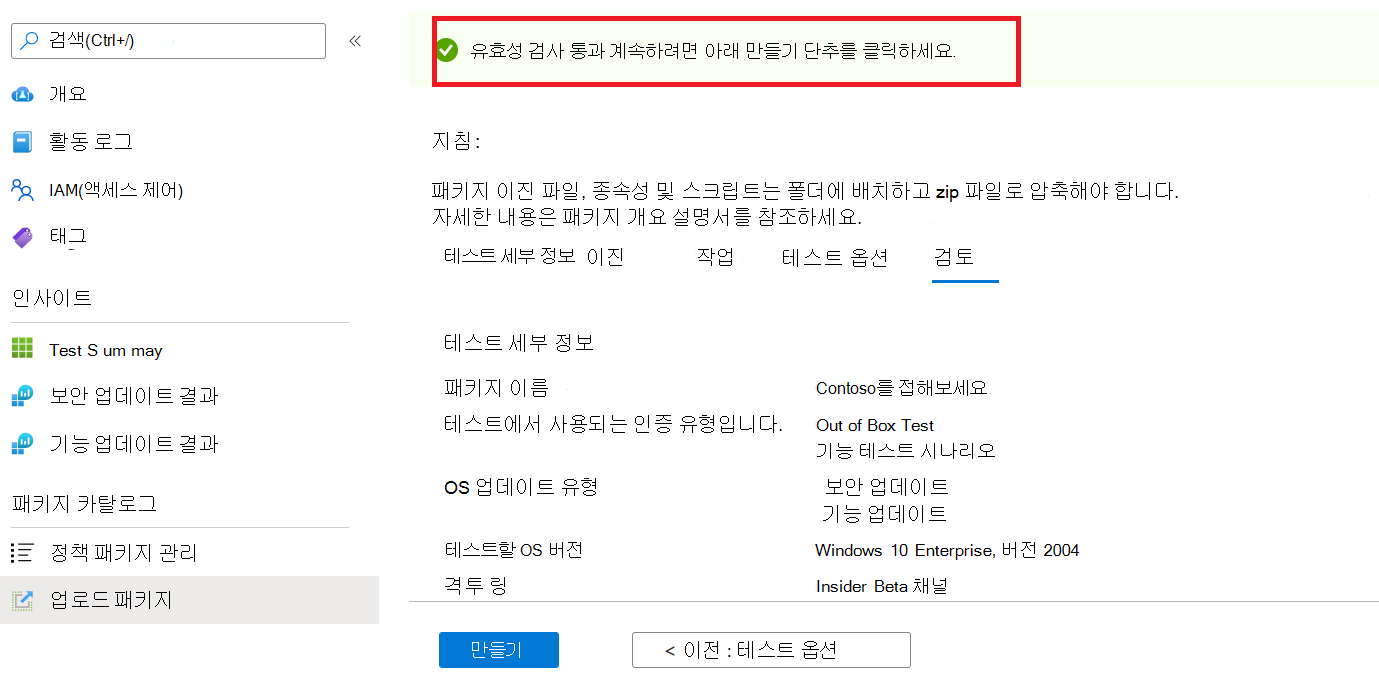 검색(Ctrl+/)
«
개요
활동 로그
IAM(액세스 제어)
태그
인사이트
Test S um may
보안 업데이트 결과
기능 업데이트 결과
패키지 카탈로그
정책 패키지 관리
업로드 패키지
유효성 검사 통과 계속하려면 아래 만들기 단추를 클릭하세요.
지침:
패키지 이진 파일, 종속성 및 스크립트는 폴더에 배치하고 zip 파일로 압축해야 합니다.
자세한 내용은 패키지 개요 설명서를 참조하세요.
테스트 세부 정보 이진 작업 테스트 옵션 검토
테스트 세부 정보
패키지 이름 Contoso를 접해보세요
테스트에서 사용되는 인증 유형입니다. Out of Box Test
기능 테스트 시나리오
OS 업데이트 유형 보안 업데이트
기능 업데이트
테스트할 OS 버전 Windows 10 Enterprise, 버전 2004
격투 링 Insider Beta 채널
만들기 < 이전 : 테스트 옵션